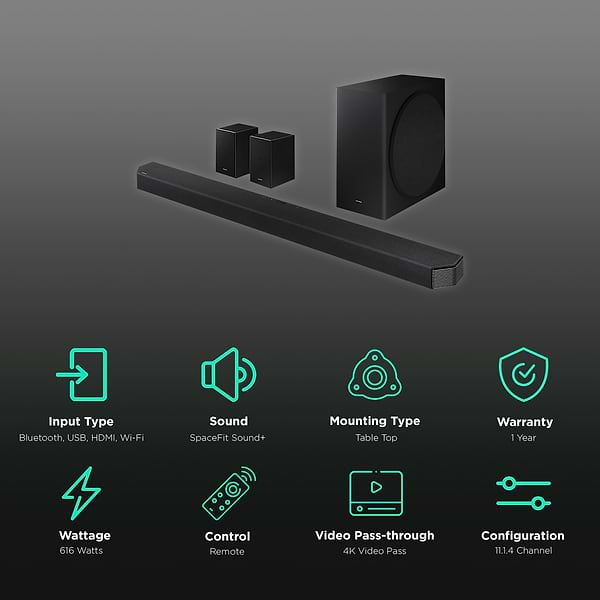 Input Type
Bluetooth, USB, HDMI, Wi-Fi
Sound
SpaceFit Sound+
Mounting Type
Table Top
Warranty
1 Year
Wattage
616 Watts
Control
Remote
Video Pass-through
4K Video Pass
Configuration
11.1.4 Channel